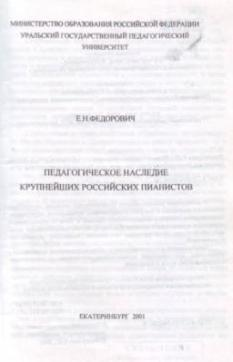 МИНИСТЕРСТВО ОБРАЗОВАНИЯ РОССИЙСКОЙ ФЕДЕРАЦИИ
УРАЛЬСКИЙ ГОСУДАРСТВЕННЫЙ ПЕДАГОГИЧЕСКИЙ
УНИВЕРСИТЕТ
Е.Н.ФЕДОРОВИЧ
ПЕДАГОГИЧЕСКОЕ НАСЛЕДИЕ
КРУПНЕЙШИХ РОССИЙСКИХ ПИАНИСТОВ
ЕКАТЕРИНБУРГ 2001